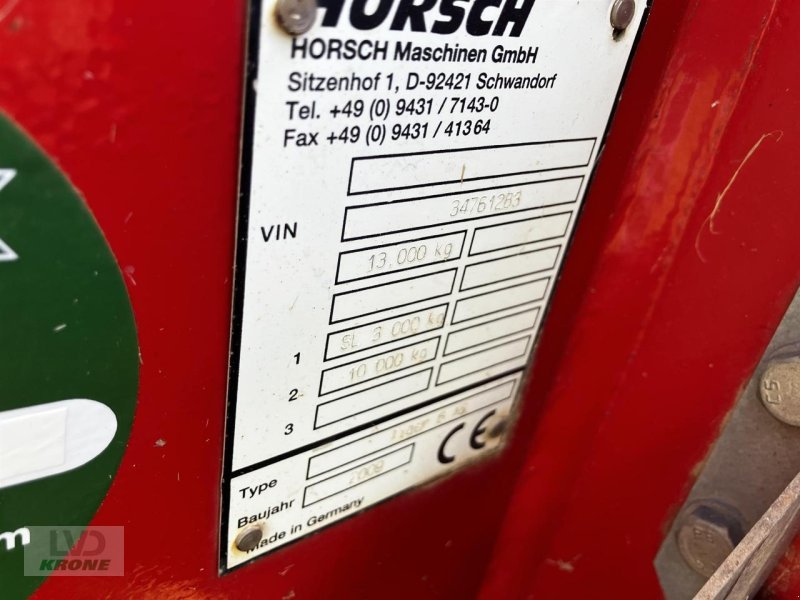 HORSCH
HORSCH Maschinen GmbH
Sitzenhof 1, D-92421 Schwandorf
Tel. +49 (0) 9431 / 7143-0
Fax +49 (0) 9431 / 41364
VIN 34761283
13.000 kg
1 SL 3 000 kg
2 10 000 kg
3
Type Tiger
Baujahr 2009
CE
Made in Germany
m
LVD
KRONE